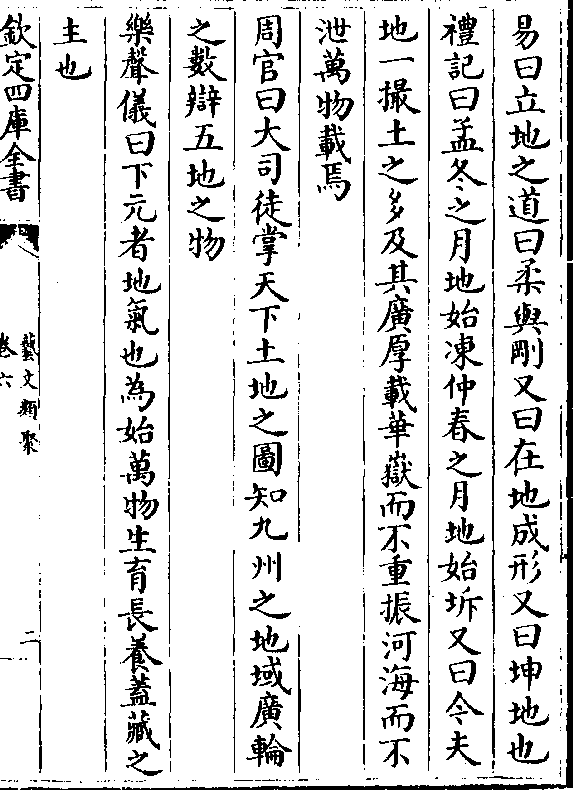 易曰立地之道曰柔與剛又曰在地成形又曰坤地也
禮記曰孟冬之月地始凍仲春之月地始坼又曰今夫
地一撮土之多及其廣厚載華嶽而不重振河海而不
泄萬物載焉
周官曰大司徒掌天下土地之圖知九州之地域廣輪
之數辯五地之物
樂聲儀曰下元者地氣也為始萬物生育長養蓋藏之
主也
欽定四庫全書
藝文類聚
卷六
二